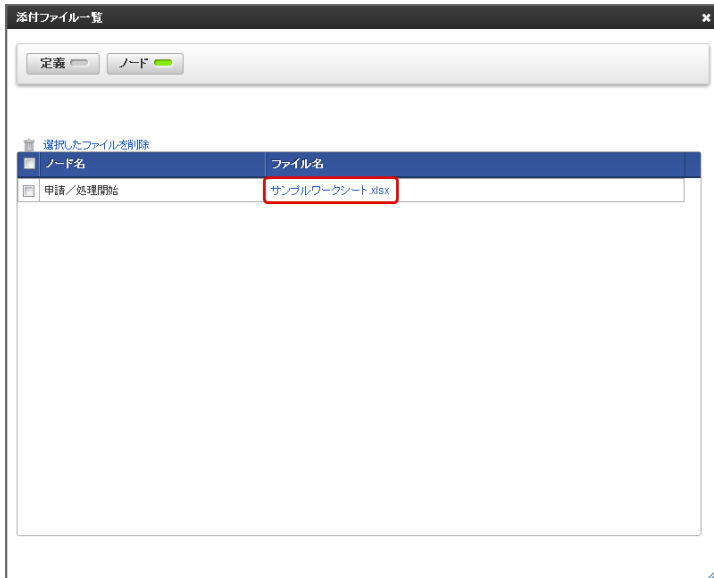 添付ファイル一覧
定義 ノード
選択したファイルを削除
ノード名 ファイル名
申請／処理開始 サンプルワークシート.xlsx